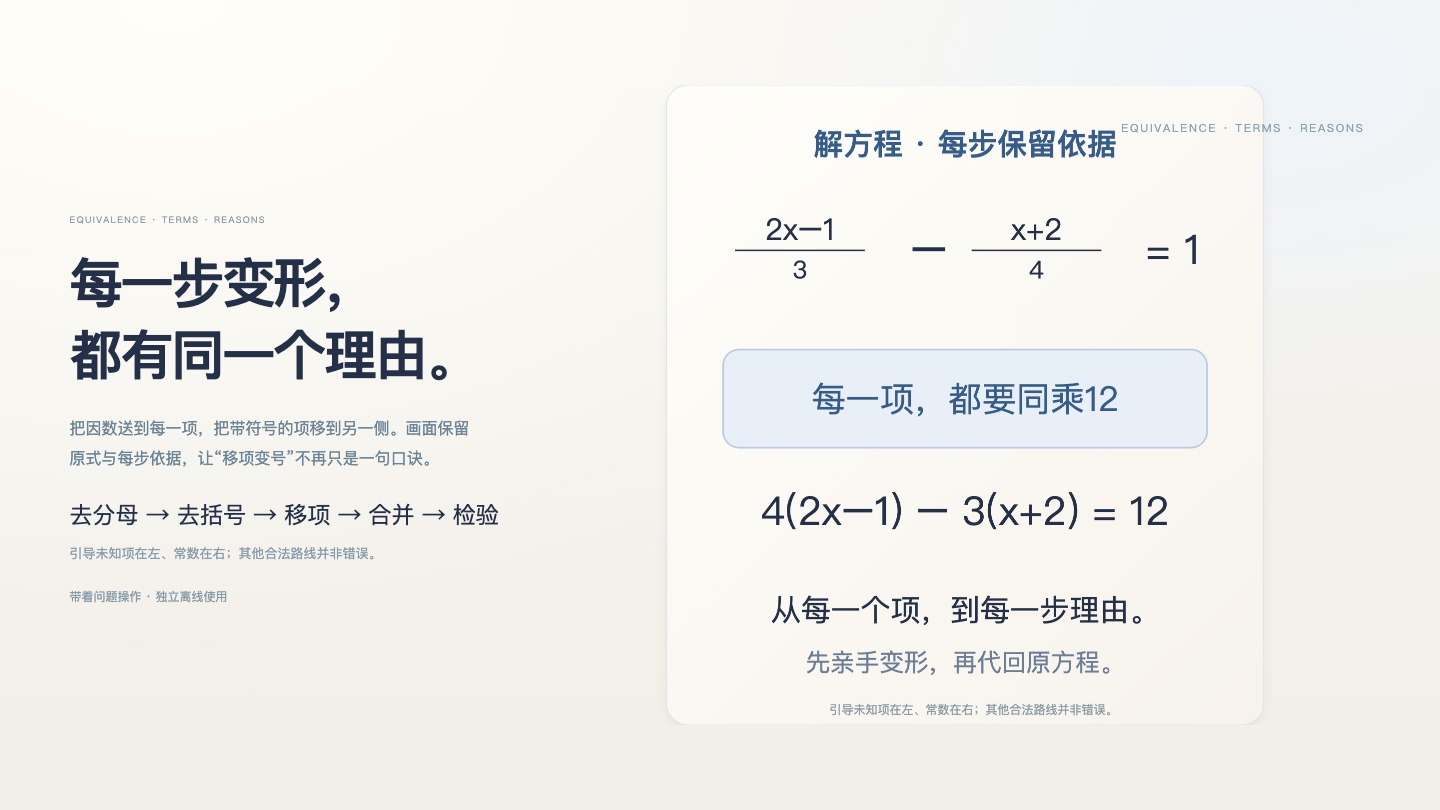 EQUIVALENCE · TERMS · REASONS
每一步变形，
都有同一个理由。
把因数送到每一项，把带符号的项移到另一侧。画面保留
原式与每步依据，让“移项变号”不再只是一句口诀。
去分母 → 去括号 → 移项 → 合并 → 检验
引导未知项在左、常数在右；其他合法路线并非错误。
带着问题操作 · 独立离线使用
EQUIVALENCE · TERMS · REASONS
解方程 · 每步保留依据
2x−1 x+2
— = 1
3 4
每一项，都要同乘12
4(2x−1) − 3(x+2) = 12
从每一个项，到每一步理由。
先亲手变形，再代回原方程。
引导未知项在左、常数在右；其他合法路线并非错误。